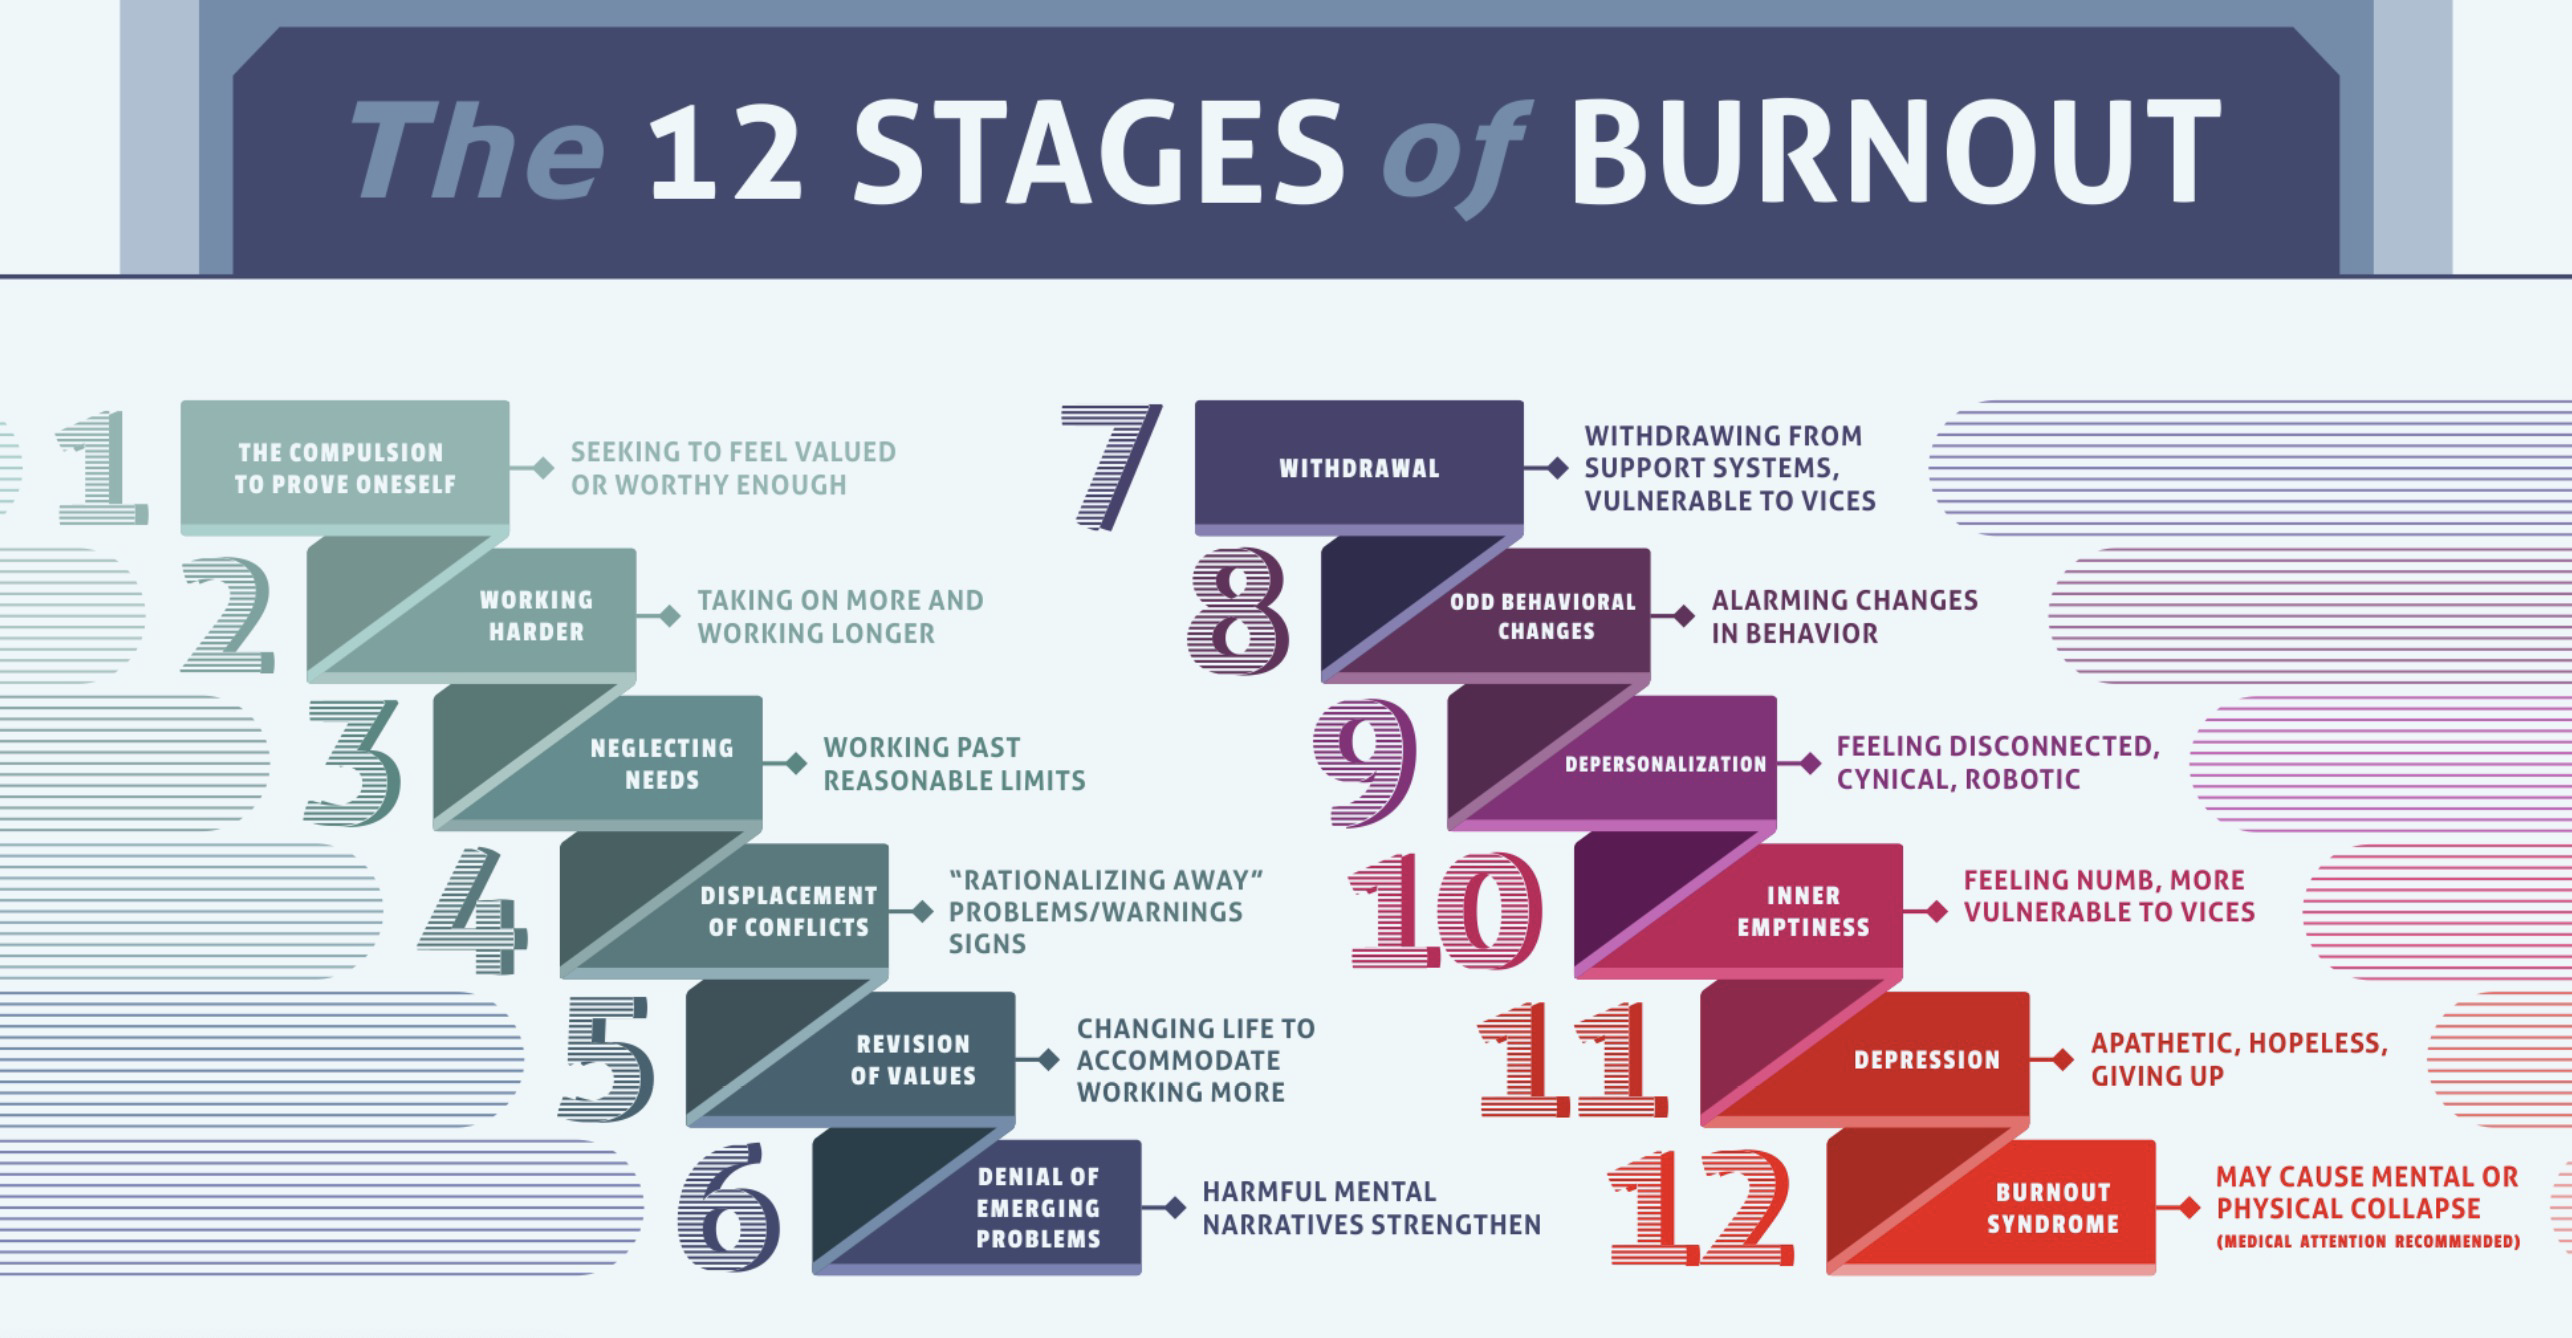 The 12 STAGES of BURNOUT
1
THE COMPULSION
TO PROVE ONESELF
SEEKING TO FEEL VALUED
OR WORTHY ENOUGH
2
WORKING
HARDER
TAKING ON MORE AND
WORKING LONGER
3
NEGLECTING
NEEDS
WORKING PAST
REASONABLE LIMITS
4
DISPLACEMENT
OF CONFLICTS
“RATIONALIZING AWAY”
PROBLEMS/WARNINGS
SIGNS
5
REVISION
OF VALUES
CHANGING LIFE TO
ACCOMMODATE
WORKING MORE
6
DENIAL OF
EMERGING
PROBLEMS
HARMFUL MENTAL
NARRATIVES STRENGTHEN
7
WITHDRAWAL
WITHDRAWING FROM
SUPPORT SYSTEMS,
VULNERABLE TO VICES
8
ODD BEHAVIORAL
CHANGES
ALARMING CHANGES
IN BEHAVIOR
9
DEPERSONALIZATION
FEELING DISCONNECTED,
CYNICAL, ROBOTIC
10
INNER
EMPTINESS
FEELING NUMB, MORE
VULNERABLE TO VICES
11
DEPRESSION
APATHETIC, HOPELESS,
GIVING UP
12
BURNOUT
SYNDROME
MAY CAUSE MENTAL OR
PHYSICAL COLLAPSE
(MEDICAL ATTENTION RECOMMENDED)